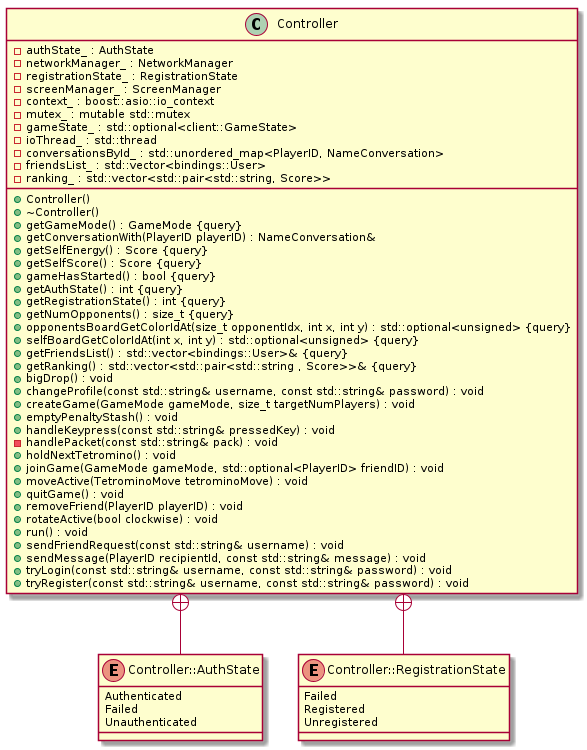 C Controller
authState_ : AuthState
networkManager_ : NetworkManager
registrationState_ : RegistrationState
screenManager_ : ScreenManager
context_ : boost::asio::io_context
mutex_ : mutable std::mutex
gameState_ : std::optional<client::GameState>
ioThread_ : std::thread
conversationsById_ : std::unordered_map<PlayerID, NameConversation>
friendsList_ : std::vector<bindings::User>
ranking_ : std::vector<std::pair<std::string, Score>>
Controller()
~Controller()
getGameMode() : GameMode {query}
getConversationWith(PlayerID playerID) : NameConversation&
getSelfEnergy() : Score {query}
getSelfScore() : Score {query}
gameHasStarted() : bool {query}
getAuthState() : int {query}
getRegistrationState() : int {query}
getNumOpponents() : size_t {query}
opponentsBoardGetColorIdAt(size_t opponentIdx, int x, int y) : std::optional<unsigned> {query}
selfBoardGetColorIdAt(int x, int y) : std::optional<unsigned> {query}
getFriendsList() : std::vector<bindings::User>& {query}
getRanking() : std::vector<std::pair<std::string , Score>>& {query}
bigDrop() : void
changeProfile(const std::string& username, const std::string& password) : void
createGame(GameMode gameMode, size_t targetNumPlayers) : void
emptyPenaltyStash() : void
handleKeypress(const std::string& pressedKey) : void
handlePacket(const std::string& pack) : void
holdNextTetromino() : void
joinGame(GameMode gameMode, std::optional<PlayerID> friendID) : void
moveActive(TetrominoMove tetrominoMove) : void
quitGame() : void
removeFriend(PlayerID playerID) : void
rotateActive(bool clockwise) : void
run() : void
sendFriendRequest(const std::string& username) : void
sendMessage(PlayerID recipientId, const std::string& message) : void
tryLogin(const std::string& username, const std::string& password) : void
tryRegister(const std::string& username, const std::string& password) : void
E Controller::AuthState
Authenticated
Failed
Unauthenticated
E Controller::RegistrationState
Failed
Registered
Unregistered